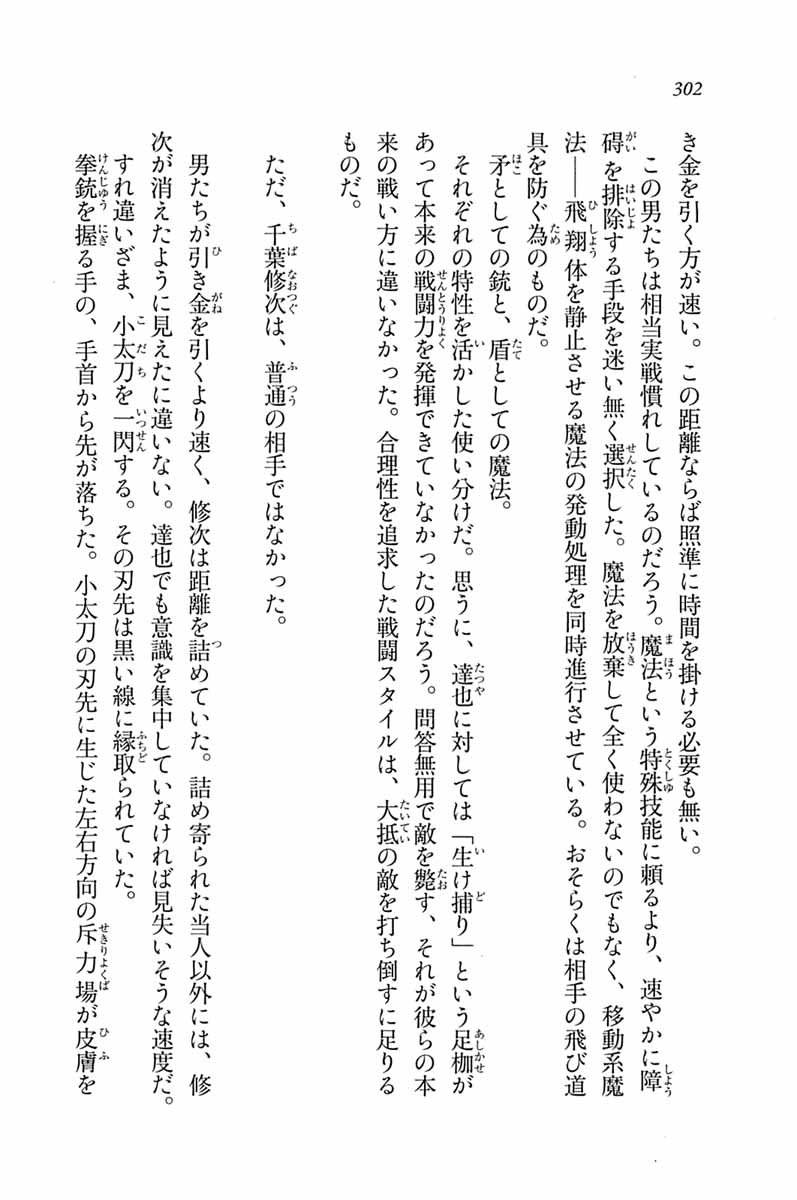 302
き金を引く方が速い。この距離ならば照準に時間を掛ける必要も無い。
この男たちは相当実戦慣れしているのだろう。魔法という特殊技能に頼るより、速やかに障
碍を排除する手段を迷い無く選択した。魔法を放棄して全く使わないのでもなく、移動系魔
法――飛翔体を静止させる魔法の発動処理を同時進行させている。おそらくは相手の飛び道
具を防ぐ為のものだ。
矛としての銃と、盾としての魔法。
それぞれの特性を活かした使い分けだ。思うに、達也に対しては「生け捕り」という足枷が
あって本来の戦闘力を発揮できていなかったのだろう。問答無用で敵を斃す、それが彼らの本
来の戦い方に違いなかった。合理性を追求した戦闘スタイルは、大抵の敵を打ち倒すに足りる
ものだ。
ただ、千葉修次は、普通の相手ではなかった。
男たちが引き金を引くより速く、修次は距離を詰めていた。詰め寄られた当人以外には、修
次が消えたように見えたに違いない。達也でも意識を集中していなければ見失いそうな速度だ。
すれ違いざま、小太刀を一閃する。その刃先は黒い線に縁取られていた。
拳銃を握る手の、手首から先が落ちた。小太刀の刃先に生じた左右方向の斥力場が皮膚を